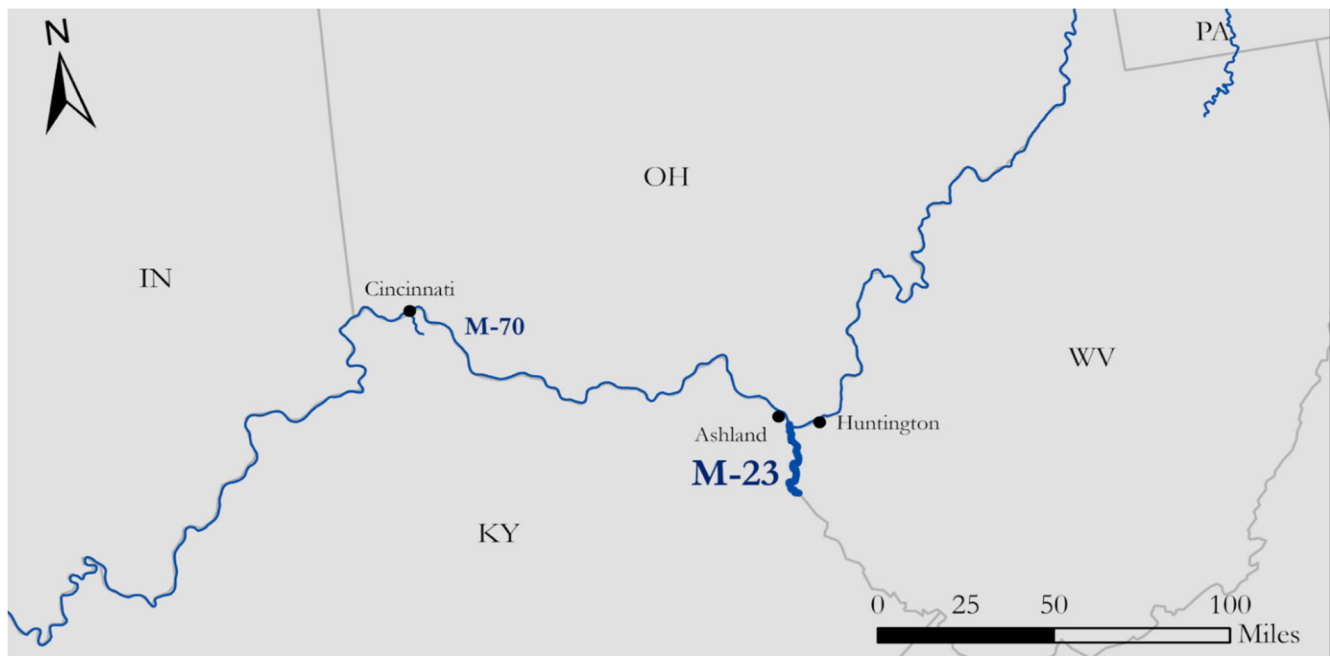 N
PA
OH
IN
Cincinnati
M-70
WV
Ashland
Huntington
M-23
KY
0 25 50 100
Miles